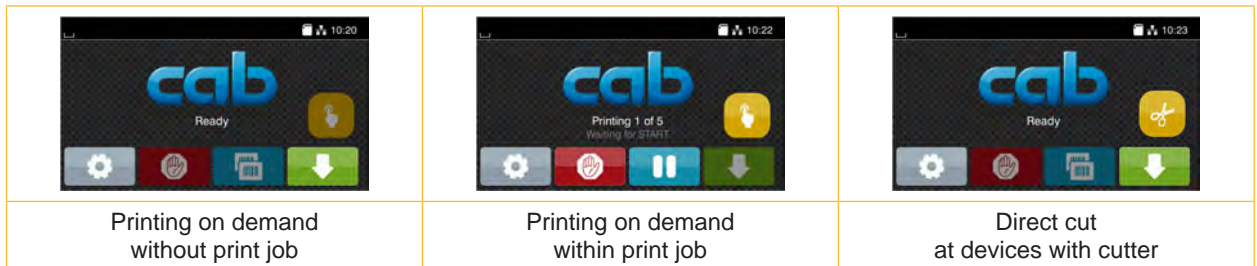 10:20
cab
Ready
Printing on demand
without print job
10:22
cab
Printing 1 of 5
Waiting for START
Printing on demand
within print job
10:23
cab
Ready
Direct cut
at devices with cutter